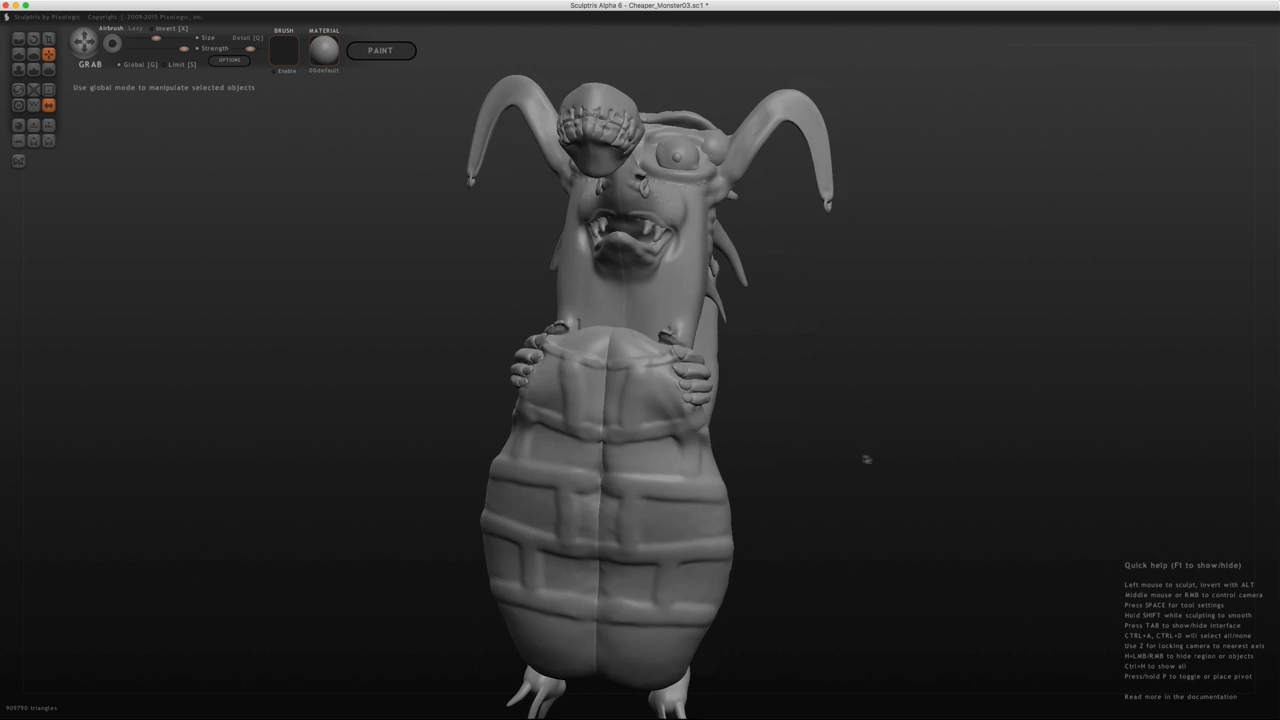 Sculptris Alpha 6 - Cheaper_Monster03.sc1 *
Sculptris by Pixologic Copyright © 2009-2015 Pixologic, Inc.
Airbrush Lazy Invert [X]
BRUSH
MATERIAL
Size Detail [Q]
Strength
PAINT
GRAB
Global [G] Limit [S]
OPTIONS
Enable
00default
Use global mode to manipulate selected objects
Quick help (F1 to show/hide)
Left mouse to sculpt, invert with ALT
Middle mouse or RMB to control camera
Press SPACE for tool settings
Hold SHIFT while sculpting to smooth
Press TAB to show/hide interface
CTRL+A, CTRL+D will select all/none
Use Z for locking camera to nearest axis
H+LMB/RMB to hide region or objects
Ctrl+H to show all
Press/hold P to toggle or place pivot
Read more in the documentation
909790 triangles